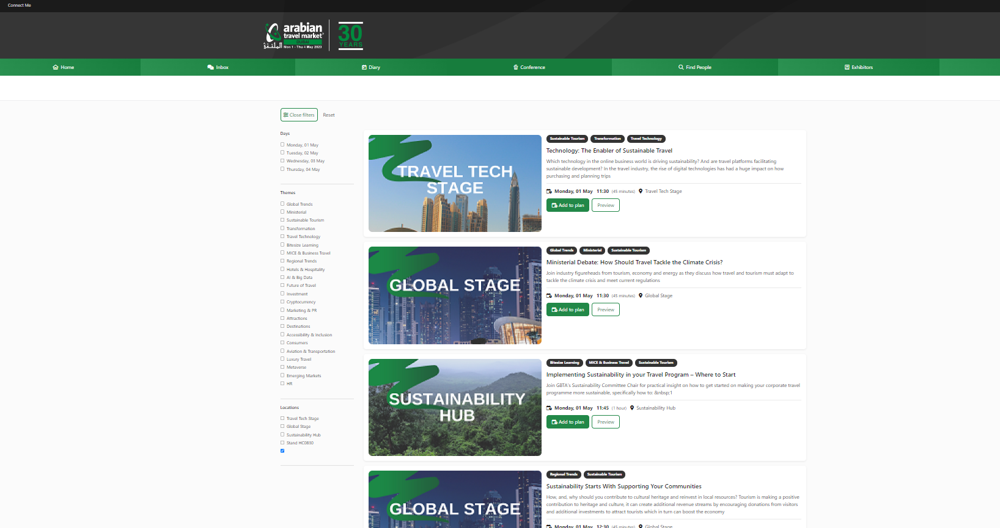 Connect Me
arabian
travel market
الملتقى
DUBAI
Mon 1 - Thu 4 May 2023
30
YEARS
Home
Inbox
Diary
Conference
Find People
Exhibitors
Close filters
Reset
Days
Monday, 01 May
Tuesday, 02 May
Wednesday, 03 May
Thursday, 04 May
Themes
Global Trends
Ministerial
Sustainable Tourism
Transformation
Travel Technology
Bitesize Learning
MICE & Business Travel
Regional Trends
Hotels & Hospitality
AI & Big Data
Future of Travel
Investment
Cryptocurrency
Marketing & PR
Attractions
Destinations
Accessibility & Inclusion
Consumers
Aviation & Transportation
Luxury Travel
Metaverse
Emerging Markets
HR
Locations
Travel Tech Stage
Global Stage
Sustainability Hub
Stand HC0830
TRAVEL TECH
STAGE
Sustainable Tourism Transformation Travel Technology
Technology: The Enabler of Sustainable Travel
Which technology in the online business world is driving sustainability? And are travel platforms facilitating
sustainable development? In the travel industry, the rise of digital technologies has had a huge impact on how
purchasing and planning trips
Monday, 01 May 11:30 (45 minutes) Travel Tech Stage
Add to plan Preview
GLOBAL STAGE
Global Trends Ministerial Sustainable Tourism
Ministerial Debate: How Should Travel Tackle the Climate Crisis?
Join industry figureheads from tourism, economy and energy as they discuss how travel and tourism must adapt to
tackle the climate crisis and meet current regulations
Monday, 01 May 11:30 (45 minutes) Global Stage
Add to plan Preview
SUSTAINABILITY
HUB
Bitesize Learning MICE & Business Travel Sustainable Tourism
Implementing Sustainability in your Travel Program – Where to Start
Join GBTA's Sustainability Committee Chair for practical insight on how to get started on making your corporate travel
programme more sustainable, specifically how to: &nbsp;1
Monday, 01 May 11:45 (1 hour) Sustainability Hub
Add to plan Preview
GLOBAL STAGE
Regional Trends Sustainable Tourism
Sustainability Starts With Supporting Your Communities
How, and, why should you contribute to cultural heritage and reinvest in local resources? Tourism is making a positive
contribution to heritage and culture, it can create additional revenue streams by encouraging donations from visitors
and additional investments to attract tourists which in turn can boost the economy
Monday, 01 May 12:30 (45 minutes) Global Stage